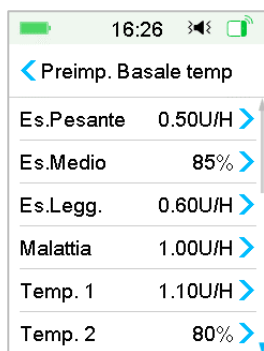 16:26
Preimp. Basale temp
Es.Pesante 0.50U/H
Es.Medio 85%
Es.Legg. 0.60U/H
Malattia 1.00U/H
Temp. 1 1.10U/H
Temp. 2 80%